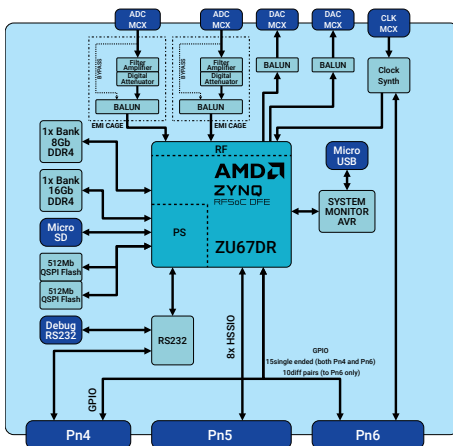 ADC
MCX
ADC
MCX
DAC
MCX
DAC
MCX
CLK
MCX
BYPASS
Filter
Amplifier
Digital
Attenuator
BALUN
EMI CAGE
BYPASS
Filter
Amplifier
Digital
Attenuator
BALUN
EMI CAGE
BALUN
BALUN
Clock
Synth
1x Bank
8Gb
DDR4
1x Bank
16Gb
DDR4
Micro
SD
512Mb
QSPI Flash
512Mb
QSPI Flash
Debug
RS232
RF
AMD
ZYNQ
RFSoC DFE
PS
ZU67DR
Micro
USB
SYSTEM
MONITOR
AVR
RS232
8x HSSIO
GPIO
15single ended (both Pn4 and Pn6)
10diff pairs (to Pn6 only)
GPIO
Pn4
Pn5
Pn6